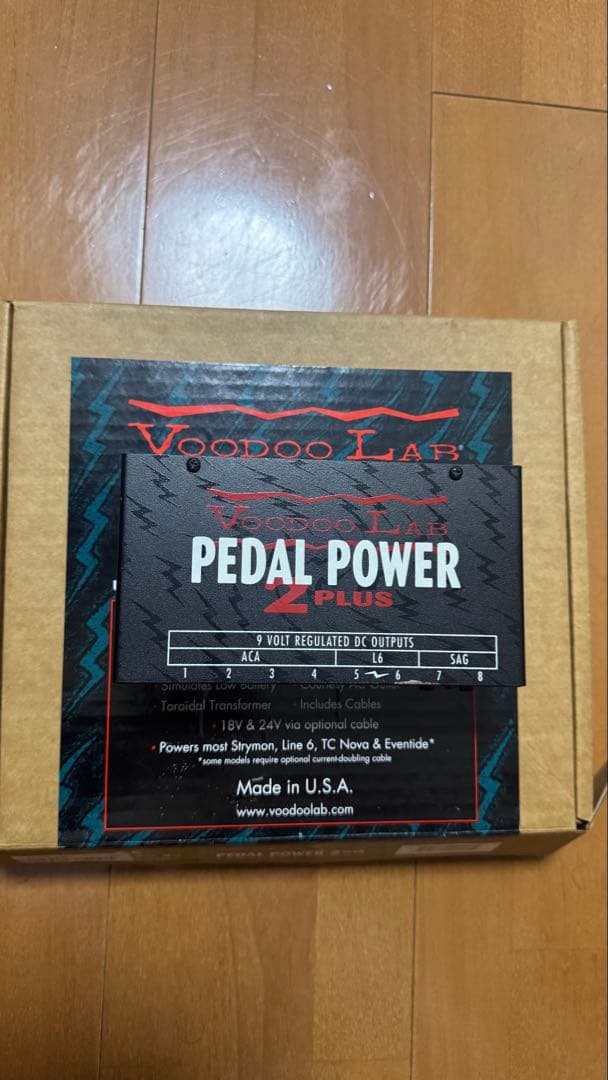 VOODOO LAB®
VOODOO LAB
PEDAL POWER
2 PLUS
9 VOLT REGULATED DC OUTPUTS
ACA L6 SAG
1 2 3 4 5 6 7 8
Simulates Low Battery · Courtesy AC Outlet
· Toroidal Transformer · Includes Cables
· 18V & 24V via optional cable
· Powers most Strymon, Line 6, TC Nova & Eventide*
*some models require optional current-doubling cable
Made in U.S.A.
www.voodoolab.com
PEDAL POWER